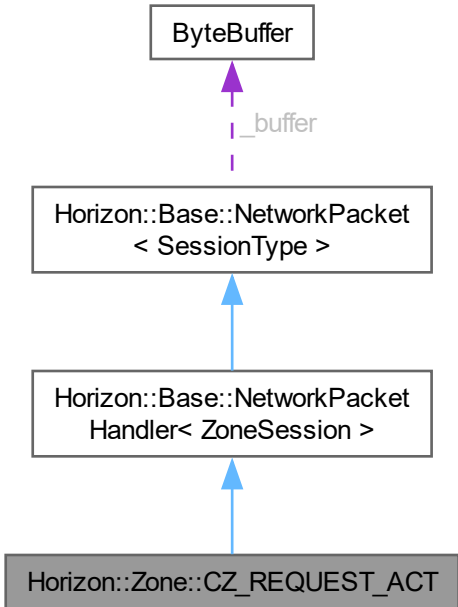 ByteBuffer
_buffer
Horizon::Base::NetworkPacket
< SessionType >
Horizon::Base::NetworkPacket
Handler< ZoneSession >
Horizon::Zone::CZ_REQUEST_ACT